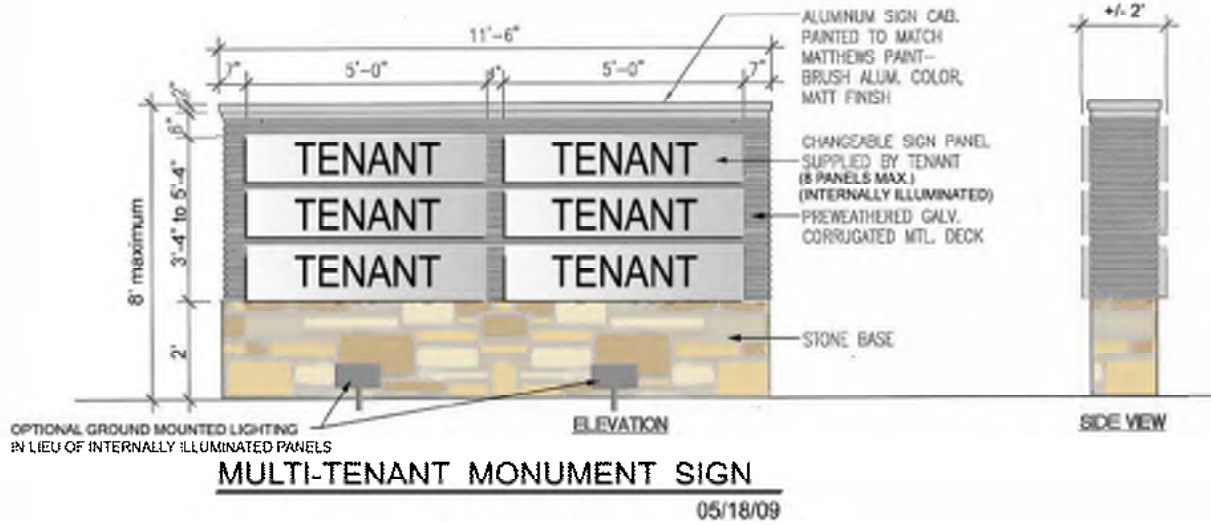 ALUMINUM SIGN CAB.
PAINTED TO MATCH
MATTHEWS PAINT-
BRUSH ALUM. COLOR,
MATT FINISH
+/- 2'
11'-6"
7"
5'-0"
4"
5'-0"
7"
2"
6"
3'-4" to 5'-4"
8' maximum
2'
TENANT TENANT
TENANT TENANT
TENANT TENANT
CHANGEABLE SIGN PANEL
SUPPLIED BY TENANT
(8 PANELS MAX.)
(INTERNALLY ILLUMINATED)
PREWEATHERED GALV.
CORRUGATED MTL. DECK
STONE BASE
OPTIONAL GROUND MOUNTED LIGHTING
IN LIEU OF INTERNALLY ILLUMINATED PANELS
ELEVATION
SIDE VIEW
MULTI-TENANT MONUMENT SIGN
05/18/09